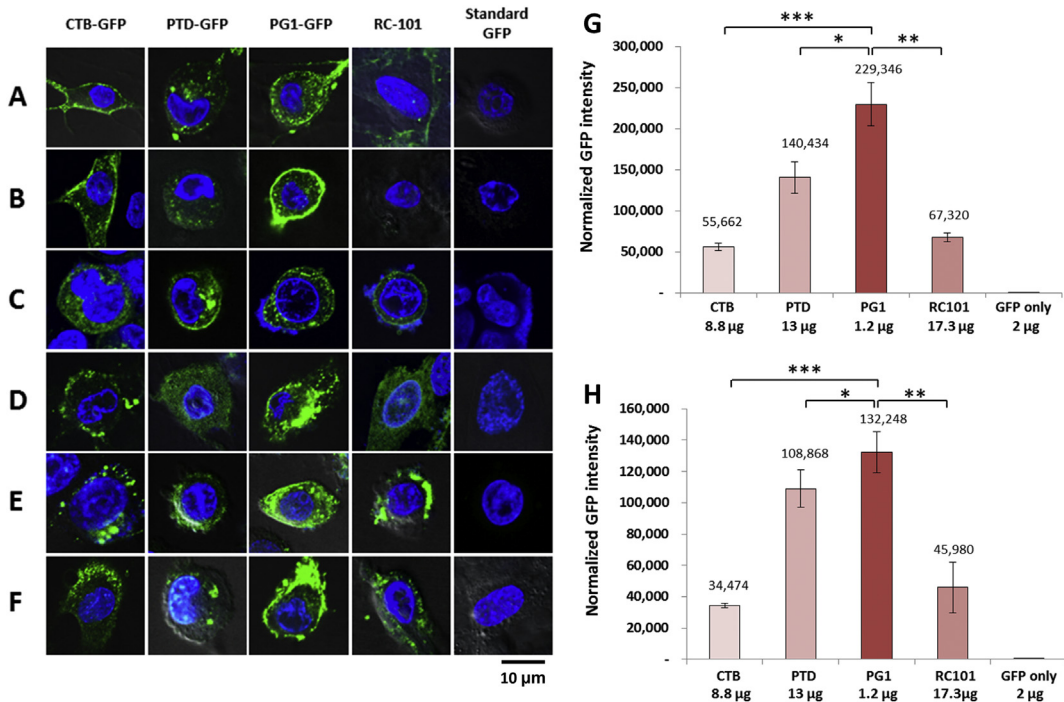 CTB-GFP PTD-GFP PG1-GFP RC-101 Standard GFP
A
B
C
D
E
F
10 μm
G
Normalized GFP intensity
300,000
250,000
200,000
150,000
100,000
50,000
-
***
* **
55,662
140,434
229,346
67,320
CTB PTD PG1 RC101 GFP only
8.8 μg 13 μg 1.2 μg 17.3 μg 2 μg
H
Normalized GFP intensity
160,000
140,000
120,000
100,000
80,000
60,000
40,000
20,000
-
***
* **
34,474
108,868
132,248
45,980
CTB PTD PG1 RC101 GFP only
8.8 μg 13 μg 1.2 μg 17.3μg 2 μg